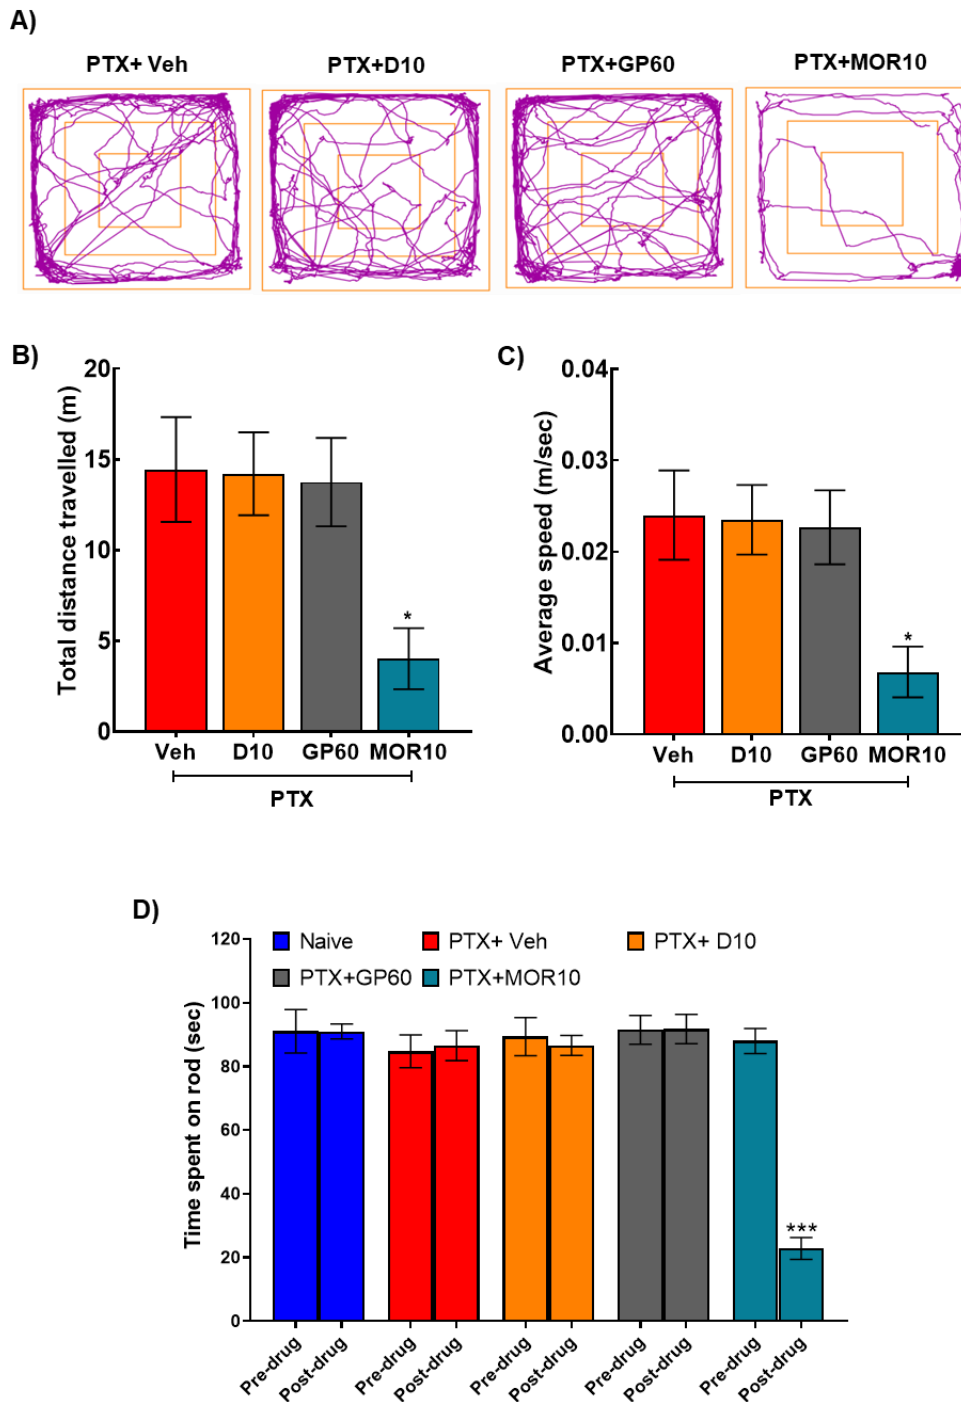 A)
PTX+ Veh PTX+D10 PTX+GP60 PTX+MOR10
B)
Total distance travelled (m)
20
15
10
5
0
*
Veh D10 GP60 MOR10
PTX
C)
Average speed (m/sec)
0.04
0.03
0.02
0.01
0.00
*
Veh D10 GP60 MOR10
PTX
D)
Naive PTX+ Veh PTX+ D10
PTX+GP60 PTX+MOR10
Time spent on rod (sec)
120
100
80
60
40
20
0
***
Pre-drug Post-drug Pre-drug Post-drug Pre-drug Post-drug Pre-drug Post-drug Pre-drug Post-drug